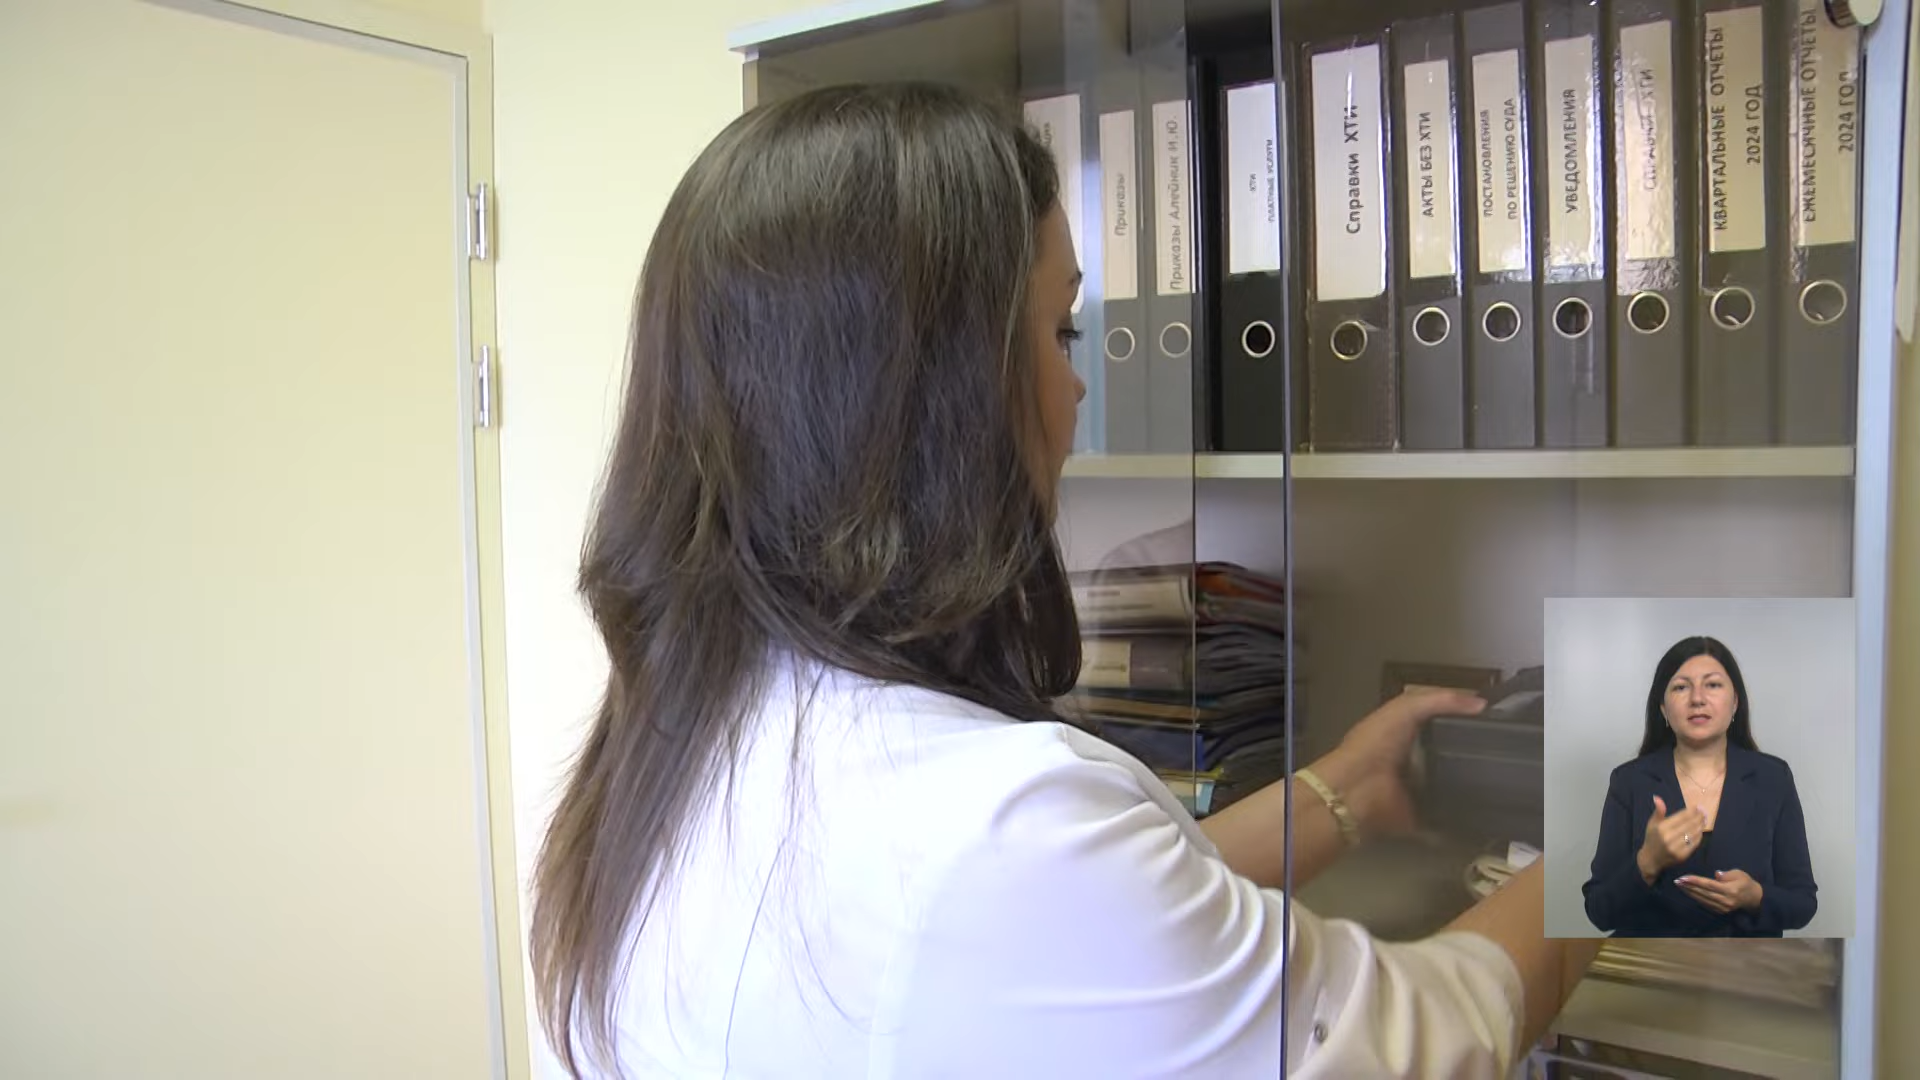 Приказы
Приказы Алейник И.Ю.
ХТИ
ПЛАТНЫЕ УСЛУГИ
Справки ХТИ
АКТЫ БЕЗ ХТИ
ПОСТАНОВЛЕНИЯ
ПО РЕШЕНИЮ СУДА
УВЕДОМЛЕНИЯ
СПРАВКИ ХТИ
КВАРТАЛЬНЫЕ ОТЧЕТЫ
2024 ГОД
ЕЖЕМЕСЯЧНЫЕ ОТЧЕТЫ
2024 ГОД